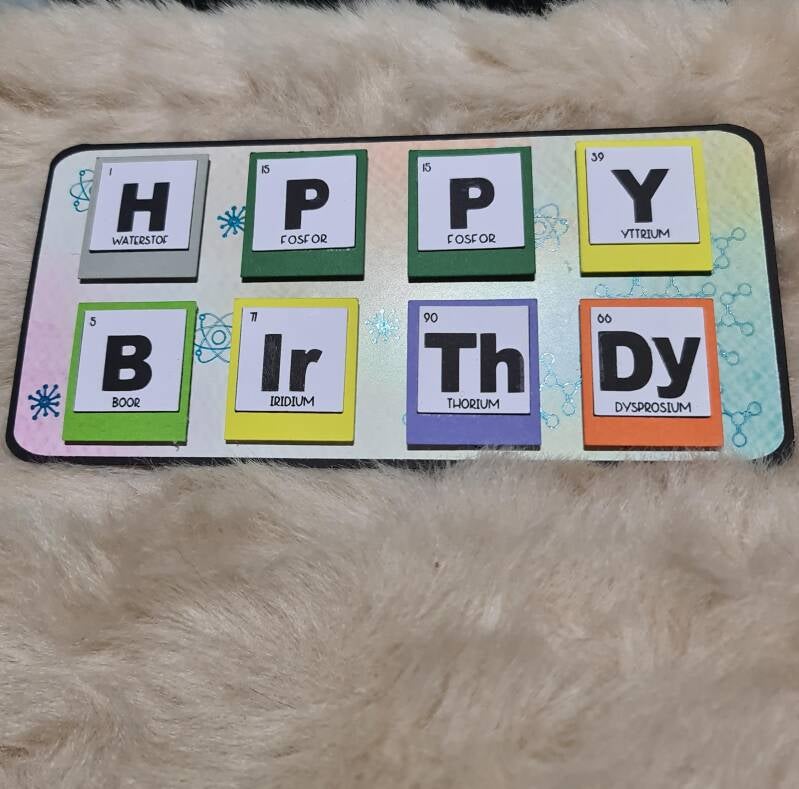 1 15 15 39
H P P Y
WATERSTOF FOSFOR FOSFOR YTTRIUM
5 77 90 66
B Ir Th Dy
BOOR IRIDIUM THORIUM DYSPROSIUM